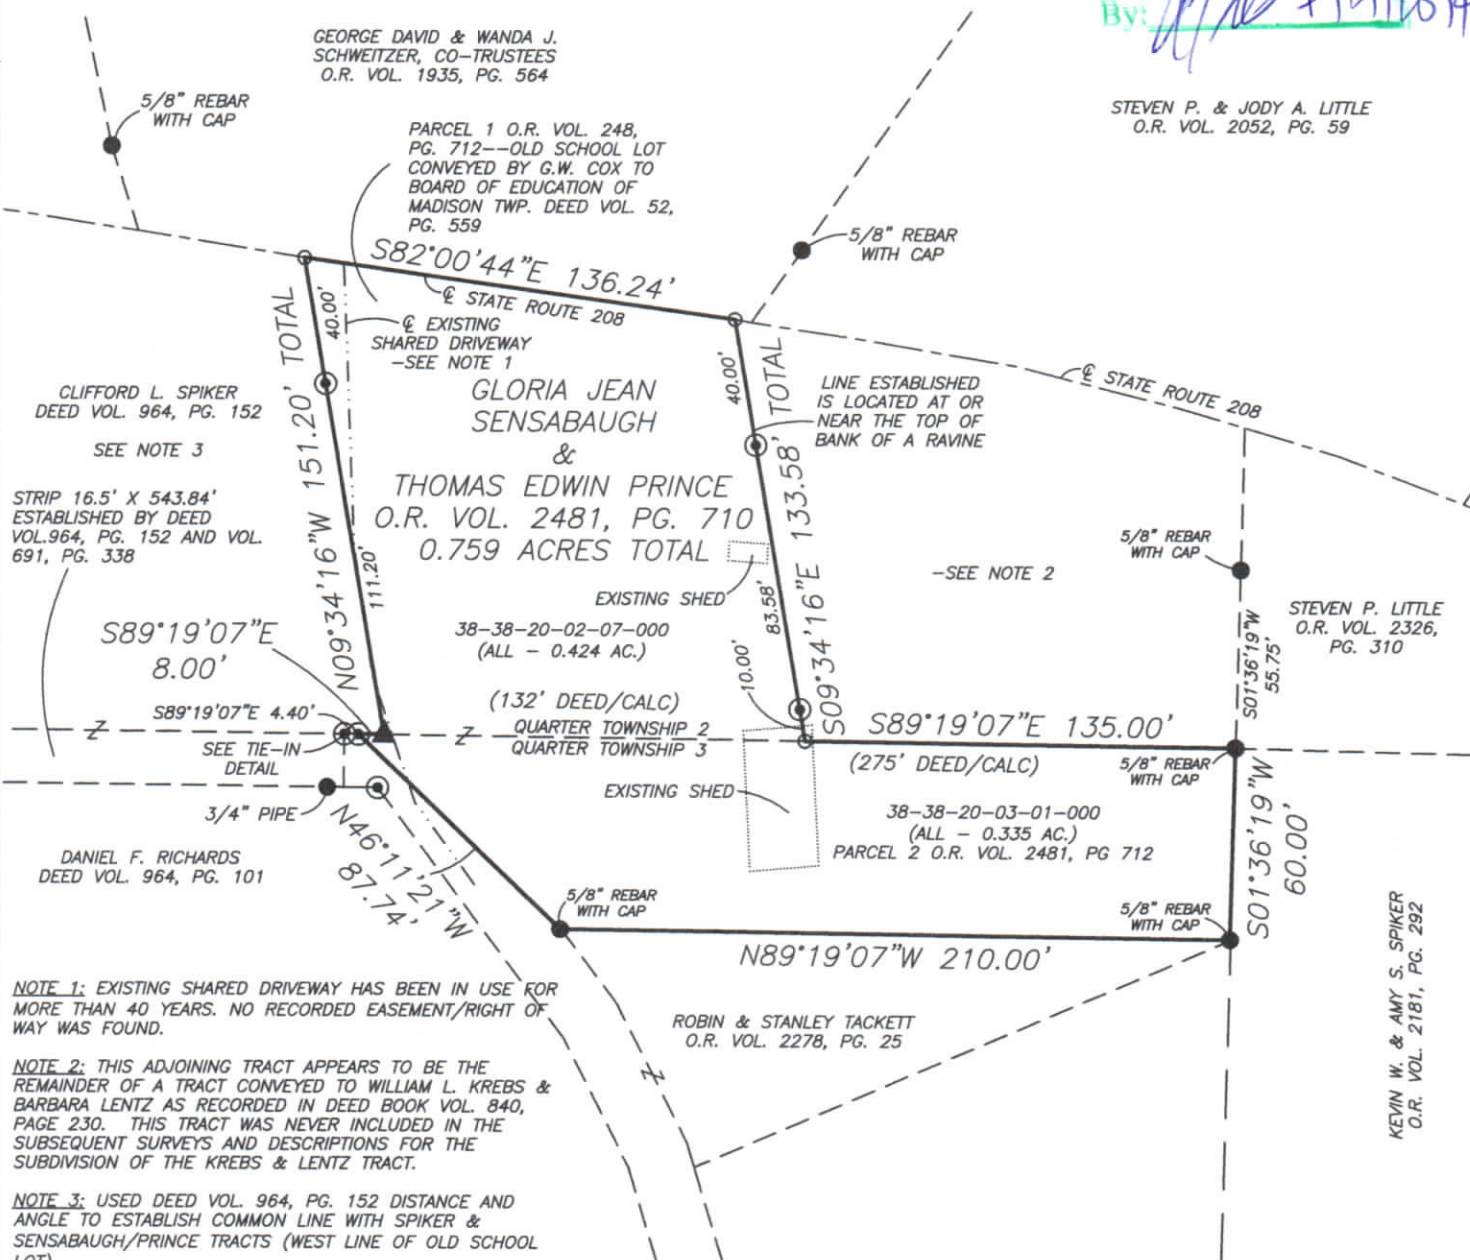 By:
GEORGE DAVID & WANDA J.
SCHWEITZER, CO-TRUSTEES
O.R. VOL. 1935, PG. 564
5/8" REBAR
WITH CAP
STEVEN P. & JODY A. LITTLE
O.R. VOL. 2052, PG. 59
PARCEL 1 O.R. VOL. 248,
PG. 712--OLD SCHOOL LOT
CONVEYED BY G.W. COX TO
BOARD OF EDUCATION OF
MADISON TWP. DEED VOL. 52,
PG. 559
5/8" REBAR
WITH CAP
S82°00'44"E 136.24'
℄ STATE ROUTE 208
40.00'
℄ EXISTING
SHARED DRIVEWAY
-SEE NOTE 1
N09°34'16"W 151.20' TOTAL
111.20'
CLIFFORD L. SPIKER
DEED VOL. 964, PG. 152
SEE NOTE 3
STRIP 16.5' X 543.84'
ESTABLISHED BY DEED
VOL.964, PG. 152 AND VOL.
691, PG. 338
GLORIA JEAN
SENSABAUGH
&
THOMAS EDWIN PRINCE
O.R. VOL. 2481, PG. 710
0.759 ACRES TOTAL
EXISTING SHED
38-38-20-02-07-000
(ALL - 0.424 AC.)
40.00'
S09°34'16"E 133.58' TOTAL
83.58'
10.00'
LINE ESTABLISHED
IS LOCATED AT OR
NEAR THE TOP OF
BANK OF A RAVINE
℄ STATE ROUTE 208
5/8" REBAR
WITH CAP
-SEE NOTE 2
S01°36'19"W
55.75'
STEVEN P. LITTLE
O.R. VOL. 2326,
PG. 310
S89°19'07"E
8.00'
S89°19'07"E 4.40'
SEE TIE-IN
DETAIL
3/4" PIPE
(132' DEED/CALC)
QUARTER TOWNSHIP 2
QUARTER TOWNSHIP 3
Z
Z
S89°19'07"E 135.00'
(275' DEED/CALC)
5/8" REBAR
WITH CAP
EXISTING SHED
38-38-20-03-01-000
(ALL - 0.335 AC.)
PARCEL 2 O.R. VOL. 2481, PG 712
S01°36'19"W
60.00'
DANIEL F. RICHARDS
DEED VOL. 964, PG. 101
N46°11'21"W
87.74'
5/8" REBAR
WITH CAP
5/8" REBAR
WITH CAP
N89°19'07"W 210.00'
KEVIN W. & AMY S. SPIKER
O.R. VOL. 2181, PG. 292
ROBIN & STANLEY TACKETT
O.R. VOL. 2278, PG. 25
Z
NOTE 1: EXISTING SHARED DRIVEWAY HAS BEEN IN USE FOR
MORE THAN 40 YEARS. NO RECORDED EASEMENT/RIGHT OF
WAY WAS FOUND.
NOTE 2: THIS ADJOINING TRACT APPEARS TO BE THE
REMAINDER OF A TRACT CONVEYED TO WILLIAM L. KREBS &
BARBARA LENTZ AS RECORDED IN DEED BOOK VOL. 840,
PAGE 230. THIS TRACT WAS NEVER INCLUDED IN THE
SUBSEQUENT SURVEYS AND DESCRIPTIONS FOR THE
SUBDIVISION OF THE KREBS & LENTZ TRACT.
NOTE 3: USED DEED VOL. 964, PG. 152 DISTANCE AND
ANGLE TO ESTABLISH COMMON LINE WITH SPIKER &
SENSABAUGH/PRINCE TRACTS (WEST LINE OF OLD SCHOOL
LOT)